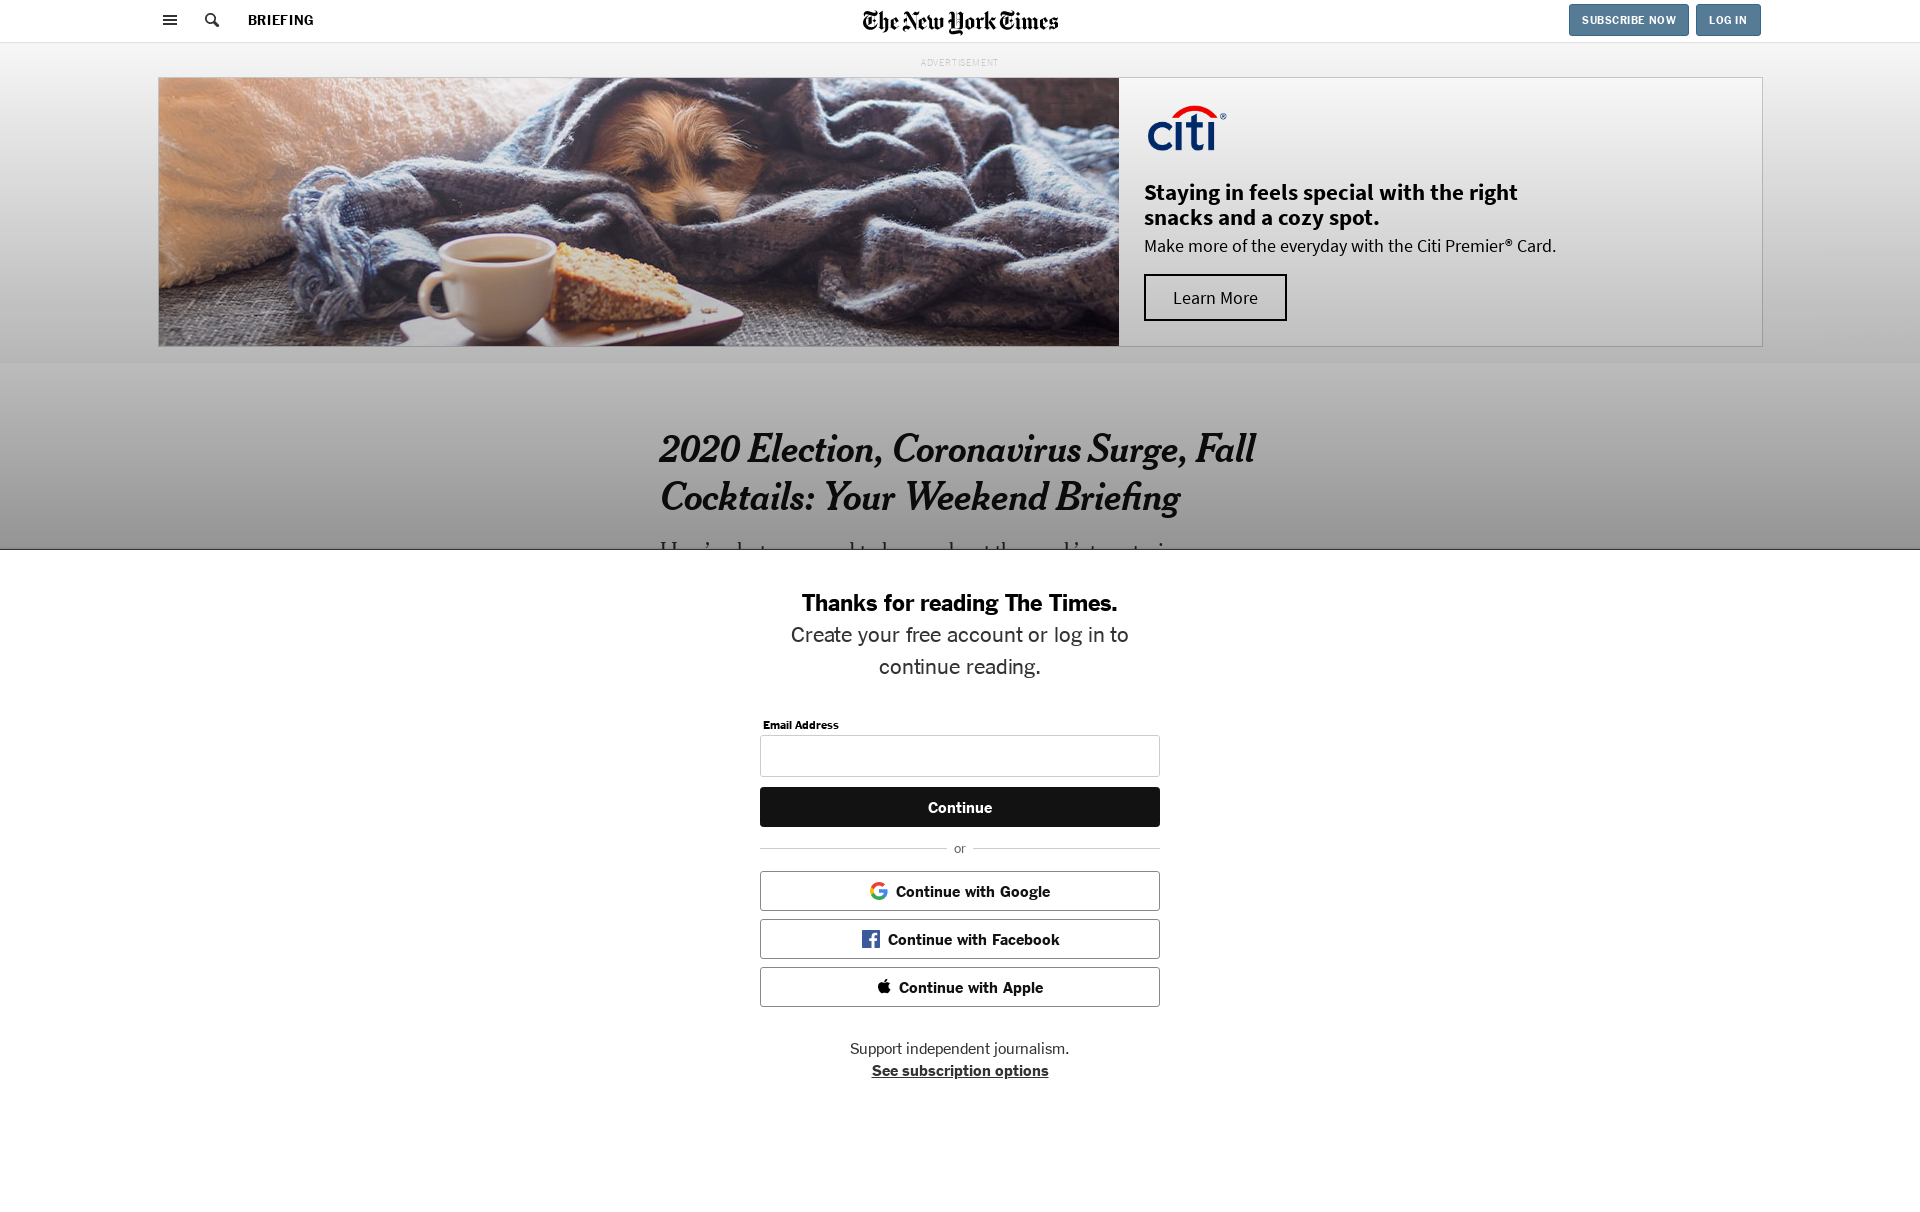 BRIEFING
The New York Times
SUBSCRIBE NOW
LOG IN
ADVERTISEMENT
citi®
Staying in feels special with the right
snacks and a cozy spot.
Make more of the everyday with the Citi Premier® Card.
Learn More
2020 Election, Coronavirus Surge, Fall
Cocktails: Your Weekend Briefing
Thanks for reading The Times.
Create your free account or log in to
continue reading.
Email Address
Continue
or
Continue with Google
Continue with Facebook
Continue with Apple
Support independent journalism.
See subscription options